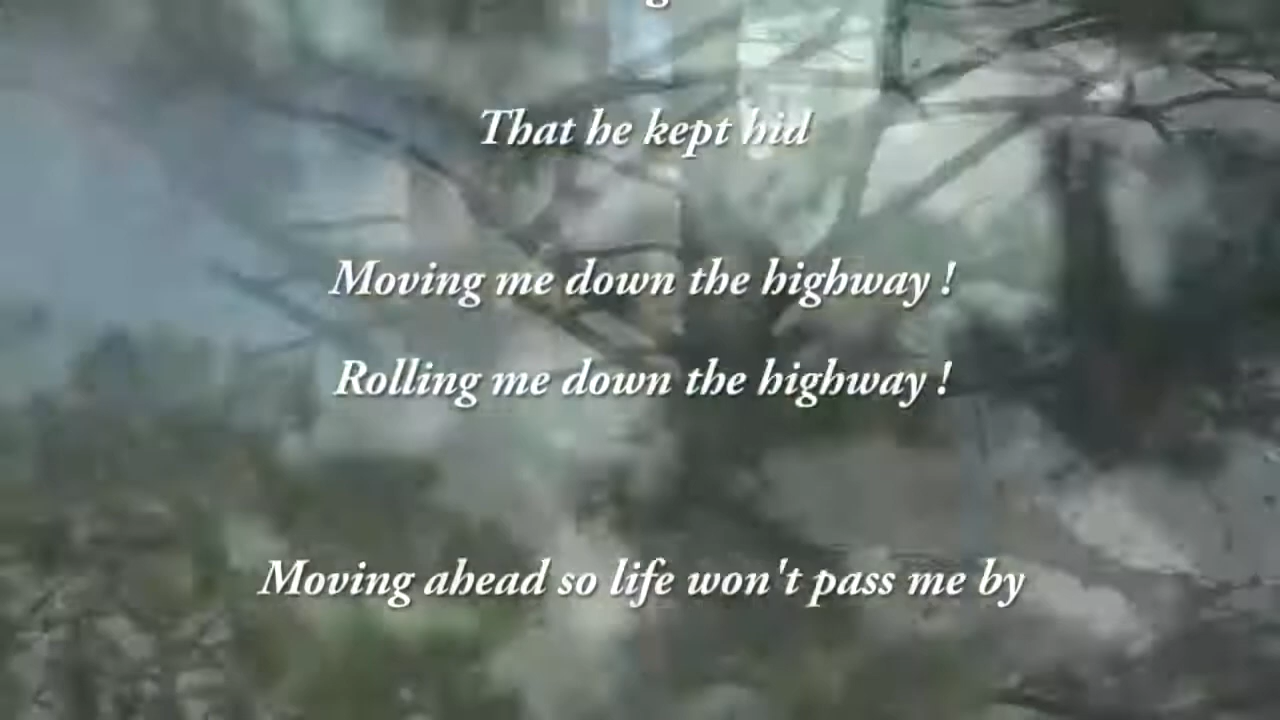 That he kept hid
Moving me down the highway !
Rolling me down the highway !
Moving ahead so life won't pass me by